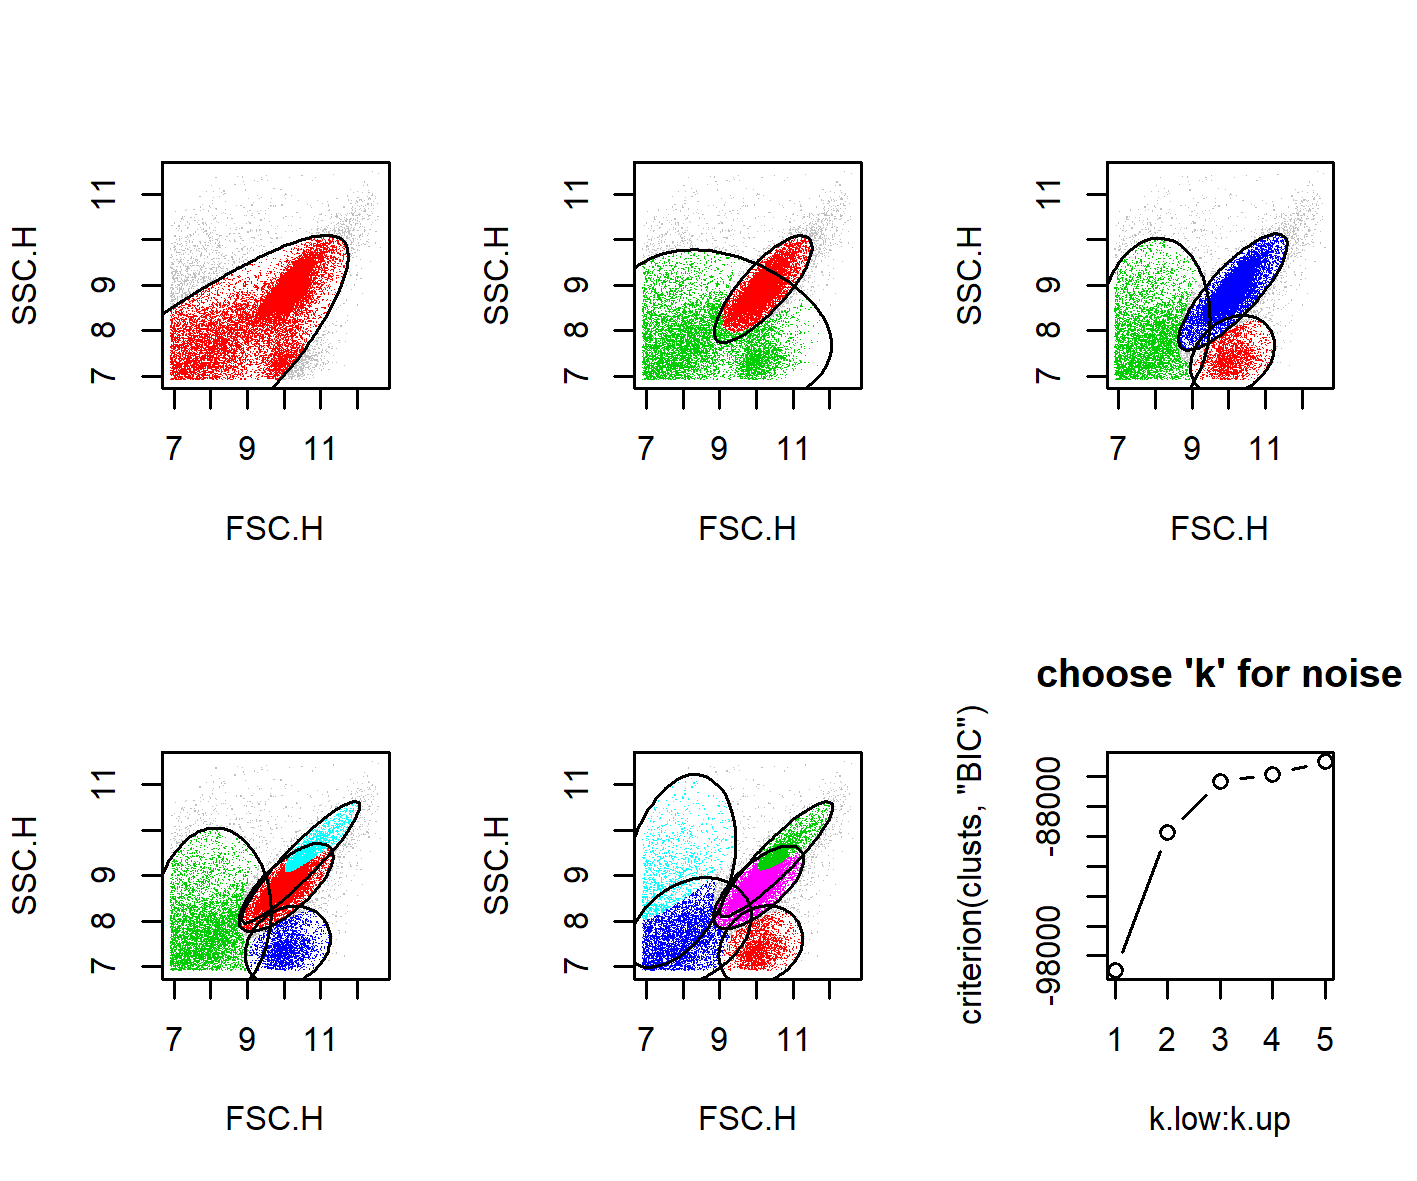 SSC.H
11
9
8
7
7 9 11
FSC.H
SSC.H
11
9
8
7
7 9 11
FSC.H
SSC.H
11
9
8
7
7 9 11
FSC.H
SSC.H
11
9
8
7
7 9 11
FSC.H
SSC.H
11
9
8
7
7 9 11
FSC.H
choose 'k' for noise
criterion(clusts, "BIC")
-88000
-98000
1 2 3 4 5
k.low:k.up